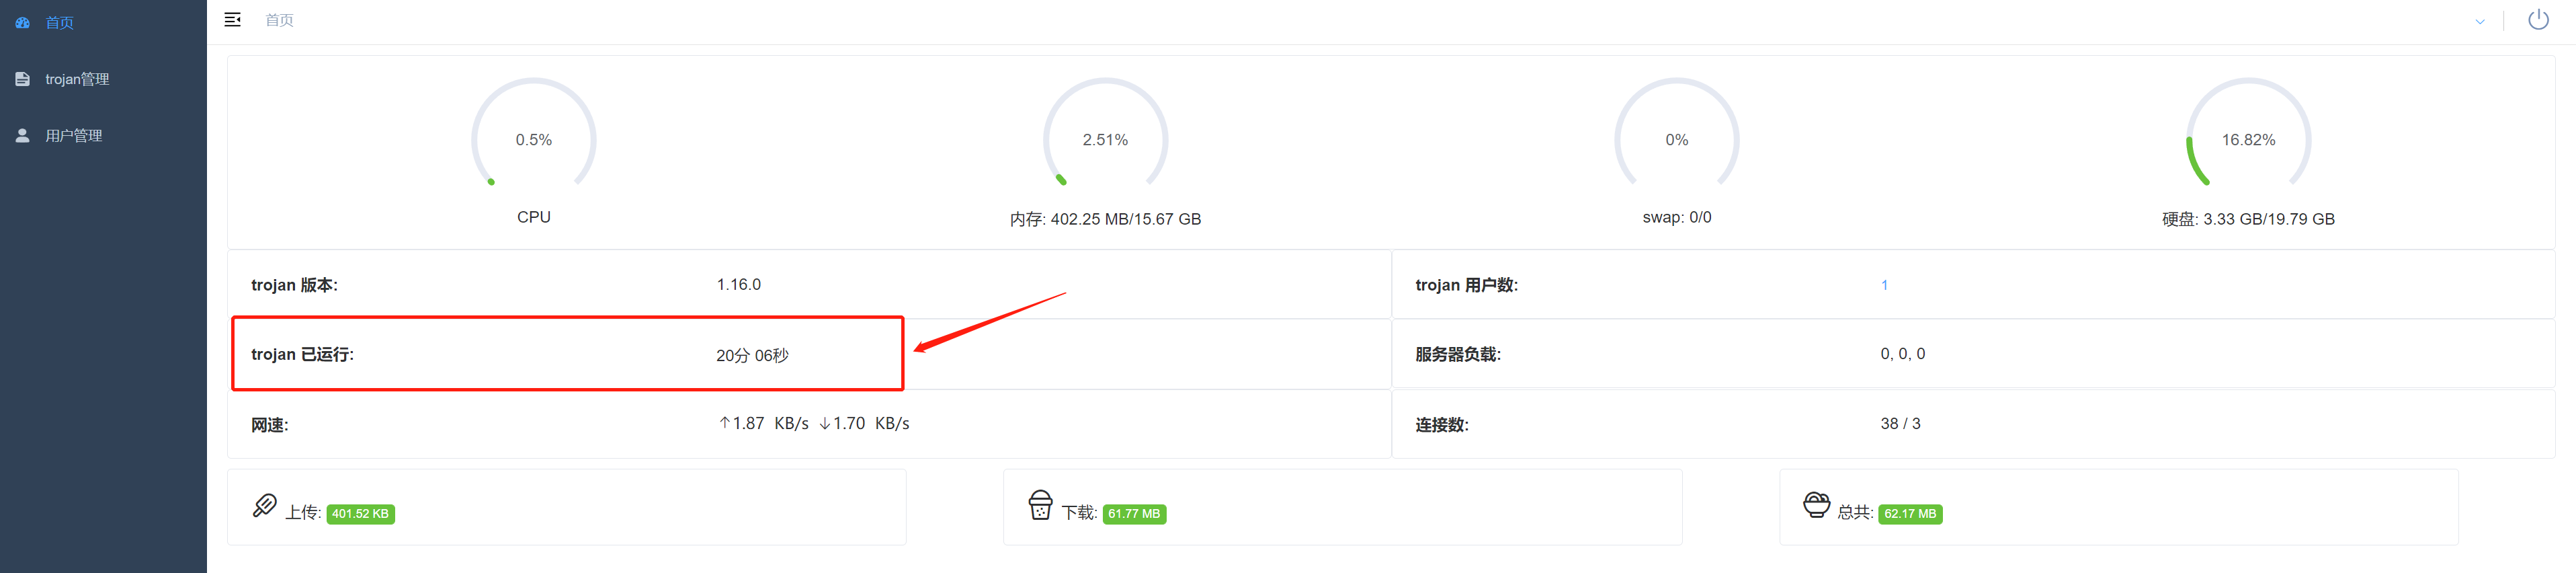 首页
trojan管理
用户管理
首页
0.5%
2.51%
0%
16.82%
CPU
内存: 402.25 MB/15.67 GB
swap: 0/0
硬盘: 3.33 GB/19.79 GB
trojan 版本: 1.16.0
trojan 用户数: 1
trojan 已运行: 20分 06秒
服务器负载: 0, 0, 0
网速: ↑1.87 KB/s ↓1.70 KB/s
连接数: 38 / 3
上传: 401.52 KB
下载: 61.77 MB
总共: 62.17 MB